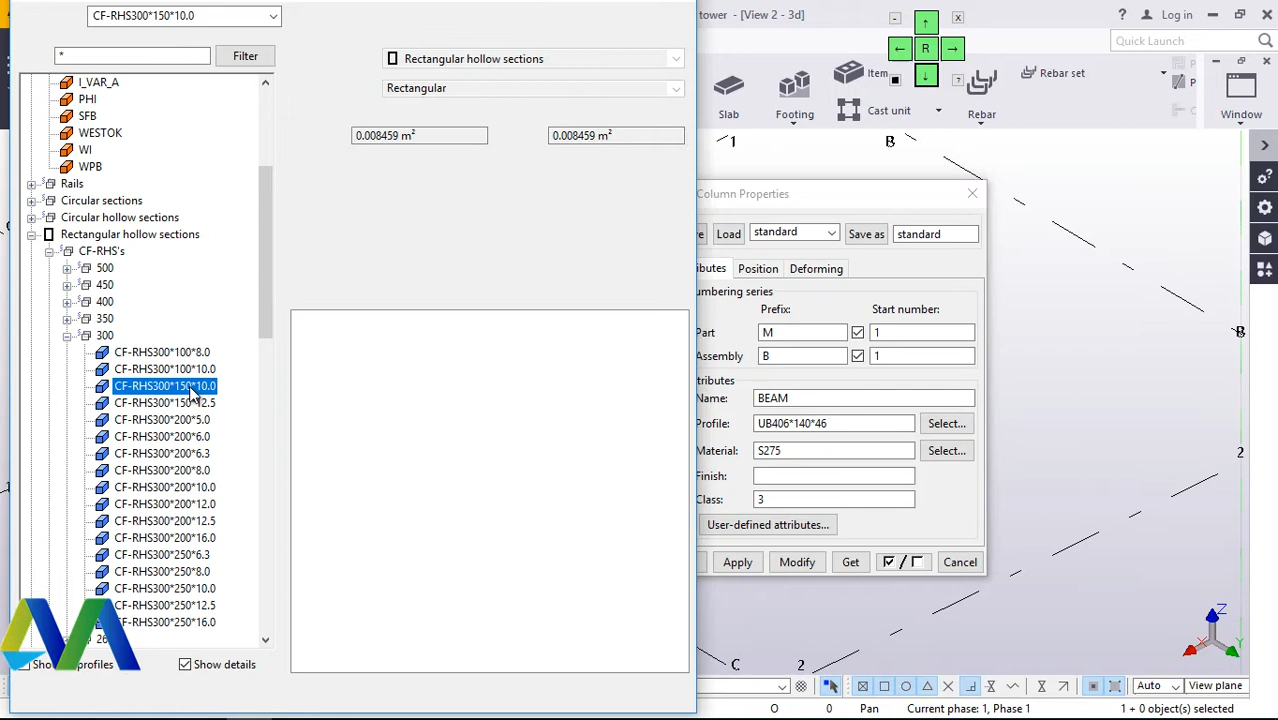 CF-RHS300*150*10.0
tower - [View 2 - 3d]
Log in
*
Filter
Quick Launch
Rectangular hollow sections
Rectangular
0.008459 m²
0.008459 m²
Slab
Footing
Item
Cast unit
Rebar
Rebar set
Window
I_VAR_A
PHI
SFB
WESTOK
WI
WPB
Rails
Circular sections
Circular hollow sections
Rectangular hollow sections
CF-RHS's
500
450
400
350
300
CF-RHS300*100*8.0
CF-RHS300*100*10.0
CF-RHS300*150*10.0
CF-RHS300*150*12.5
CF-RHS300*200*5.0
CF-RHS300*200*6.0
CF-RHS300*200*6.3
CF-RHS300*200*8.0
CF-RHS300*200*10.0
CF-RHS300*200*12.0
CF-RHS300*200*12.5
CF-RHS300*200*16.0
CF-RHS300*250*6.3
CF-RHS300*250*8.0
CF-RHS300*250*10.0
CF-RHS300*250*12.5
CF-RHS300*250*16.0
Show details
R
1
B
Column Properties
Load
standard
Save as
standard
Position
Deforming
Prefix:
Start number:
Part
M
1
Assembly
B
1
Name:
BEAM
Profile:
UB406*140*46
Select...
Material:
S275
Select...
Finish:
Class:
3
User-defined attributes...
Apply
Modify
Get
/
Cancel
B
2
C
2
Z
X
Y
Auto
View plane
O
0
Pan
Current phase: 1, Phase 1
1 + 0 object(s) selected